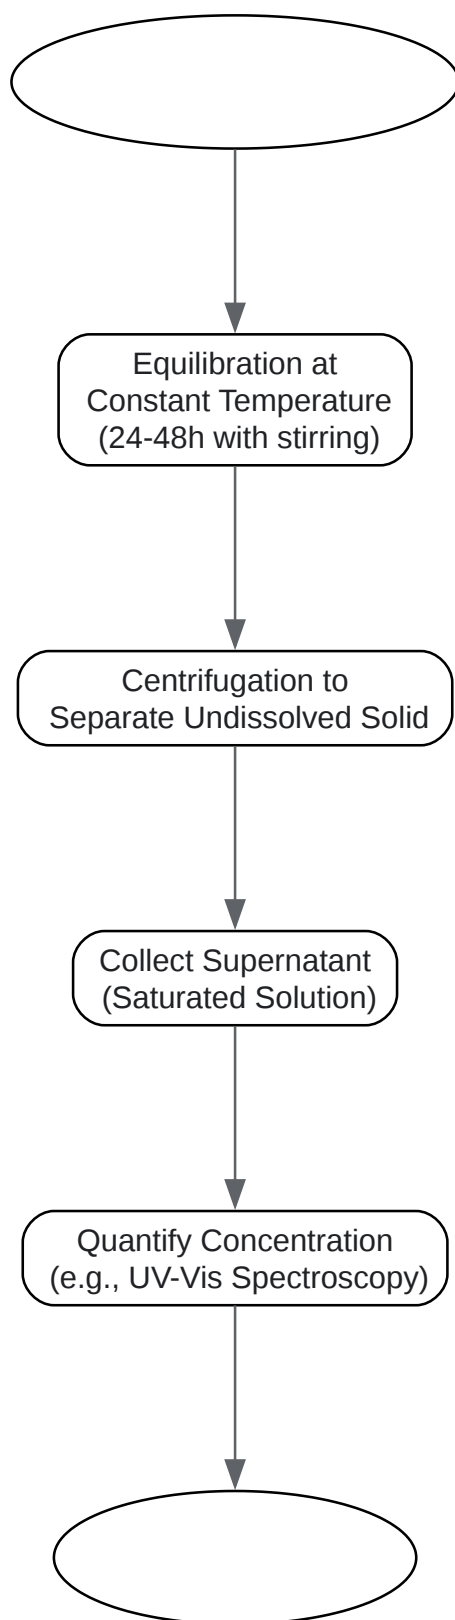 Equilibration at
Constant Temperature
(24-48h with stirring)
Centrifugation to
Separate Undissolved Solid
Collect Supernatant
(Saturated Solution)
Quantify Concentration
(e.g., UV-Vis Spectroscopy)